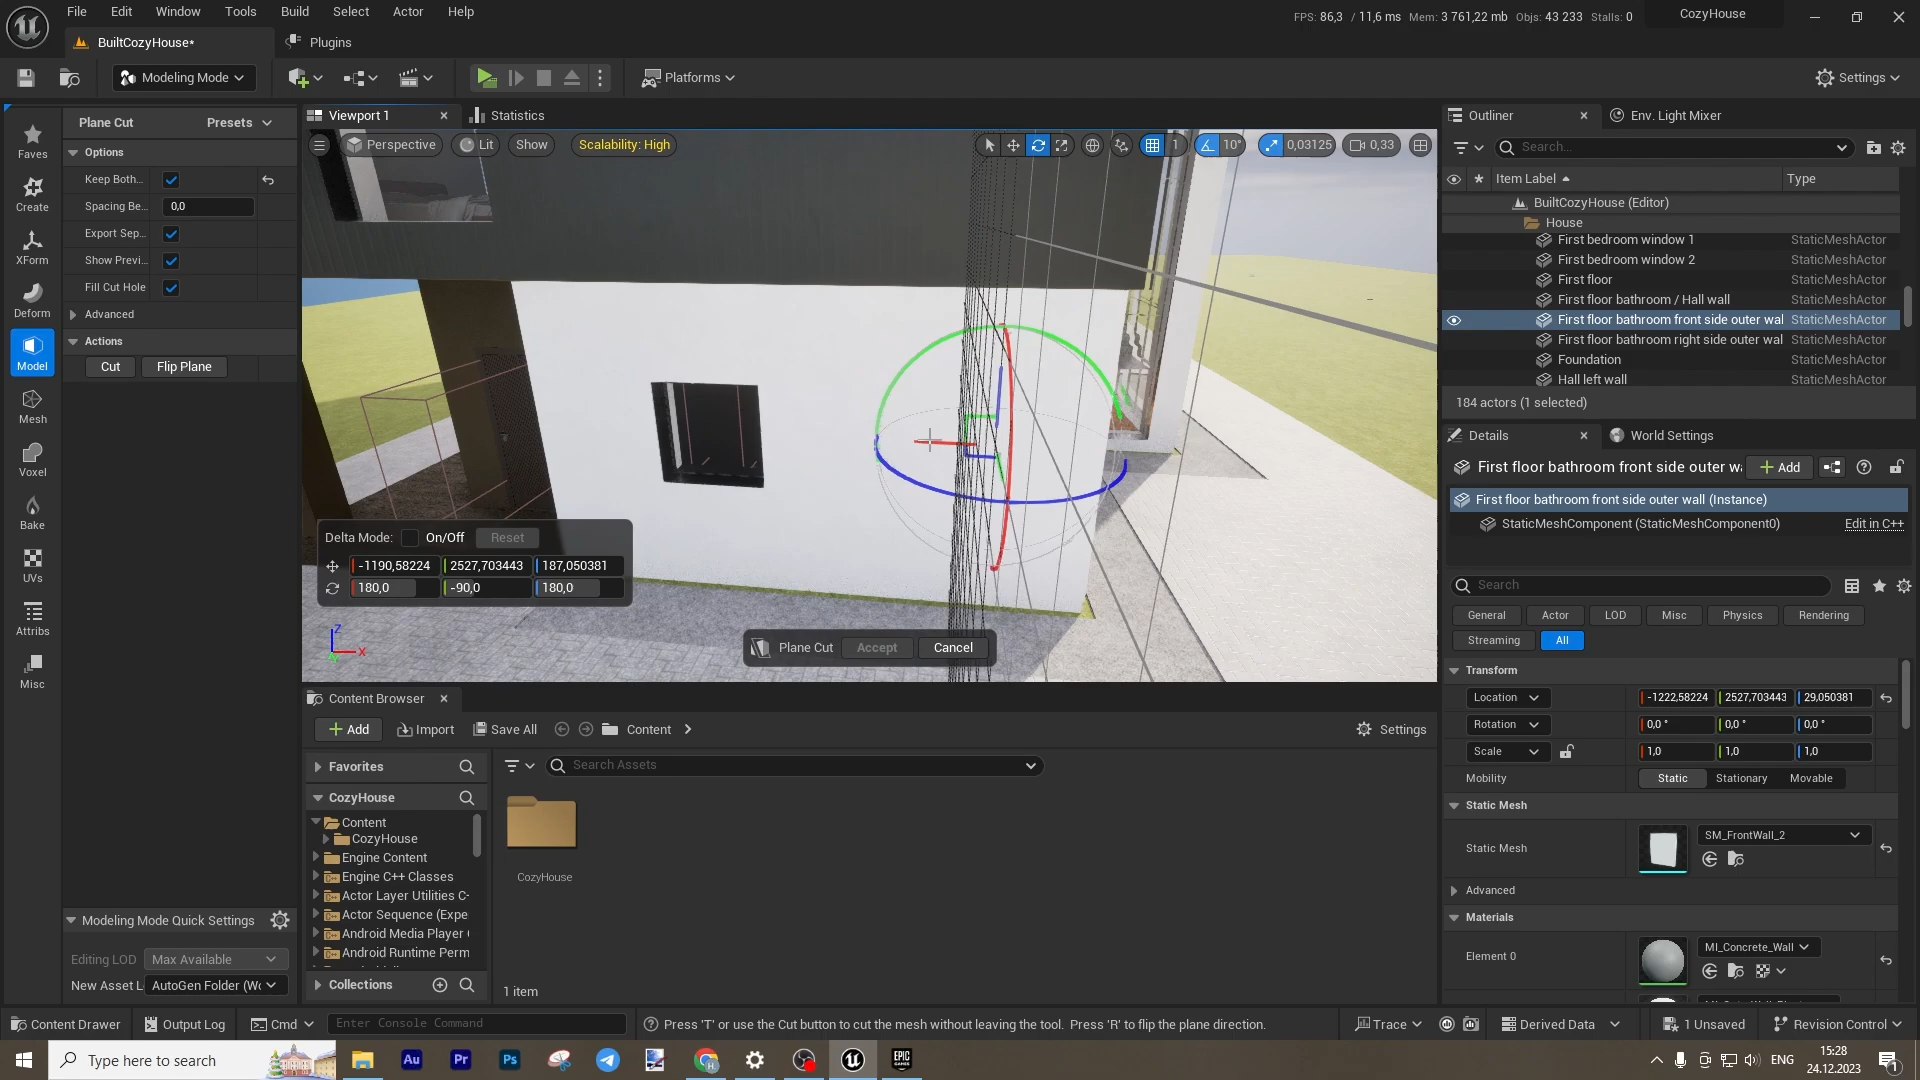 File Edit Window Tools Build Select Actor Help
FPS: 86,3 / 11,6 ms Mem: 3 761,22 mb Objs: 43 233 Stalls: 0 CozyHouse
BuiltCozyHouse* Plugins
Modeling Mode Platforms Settings
Plane Cut Presets
Options
Keep Both...
Spacing Be... 0,0
Export Sep...
Show Previ...
Fill Cut Hole
Advanced
Actions
Cut Flip Plane
Faves
Create
XForm
Deform
Model
Mesh
Voxel
Bake
UVs
Attribs
Misc
Modeling Mode Quick Settings
Editing LOD Max Available
New Asset L AutoGen Folder (Wo
Viewport 1 Statistics
Perspective Lit Show Scalability: High 1 10° 0,03125 0,33
Delta Mode: On/Off Reset
-1190,58224 2527,703443 187,050381
180,0 -90,0 180,0
Z
X
Plane Cut Accept Cancel
Content Browser
Add Import Save All Content Settings
Favorites Search Assets
CozyHouse
Content
CozyHouse
Engine Content
Engine C++ Classes
Actor Layer Utilities C-
Actor Sequence (Expe
Android Media Player
Android Runtime Perm
Collections
CozyHouse
1 item
Outliner Env. Light Mixer
Search...
Item Label Type
BuiltCozyHouse (Editor)
House
First bedroom window 1 StaticMeshActor
First bedroom window 2 StaticMeshActor
First floor StaticMeshActor
First floor bathroom / Hall wall StaticMeshActor
First floor bathroom front side outer wal StaticMeshActor
First floor bathroom right side outer wal StaticMeshActor
Foundation StaticMeshActor
Hall left wall StaticMeshActor
184 actors (1 selected)
Details World Settings
First floor bathroom front side outer w Add
First floor bathroom front side outer wall (Instance)
StaticMeshComponent (StaticMeshComponent0) Edit in C++
Search
General Actor LOD Misc Physics Rendering
Streaming All
Transform
Location -1222,58224 2527,703443 29,050381
Rotation 0,0 ° 0,0 ° 0,0 °
Scale 1,0 1,0 1,0
Mobility Static Stationary Movable
Static Mesh
Static Mesh SM_FrontWall_2
Advanced
Materials
Element 0 MI_Concrete_Wall
Content Drawer Output Log Cmd Enter Console Command Press 'T' or use the Cut button to cut the mesh without leaving the tool. Press 'R' to flip the plane direction. Trace Derived Data 1 Unsaved Revision Control
Type here to search Au Pr Ps EPIC GAMES ENG 15:28
24.12.2023 1